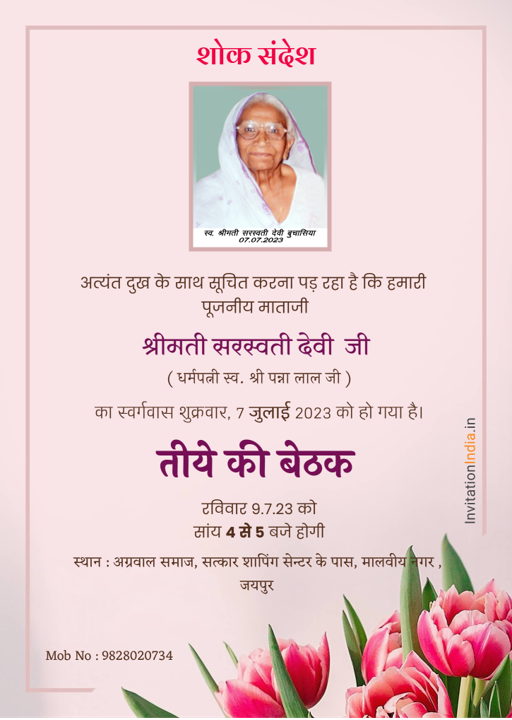 शोक संदेश
स्व. श्रीमती सरस्वती देवी बुचासिया
07.07.2023
अत्यंत दुख के साथ सूचित करना पड़ रहा है कि हमारी
पूजनीय माताजी
श्रीमती सरस्वती देवी जी
( धर्मपत्नी स्व. श्री पन्ना लाल जी )
का स्वर्गवास शुक्रवार, 7 जुलाई 2023 को हो गया है।
तीये की बेठक
रविवार 9.7.23 को
सांय 4 से 5 बजे होगी
स्थान : अग्रवाल समाज, सत्कार शापिंग सेन्टर के पास, मालवीय नगर ,
जयपुर
Mob No : 9828020734
InvitationIndia.in